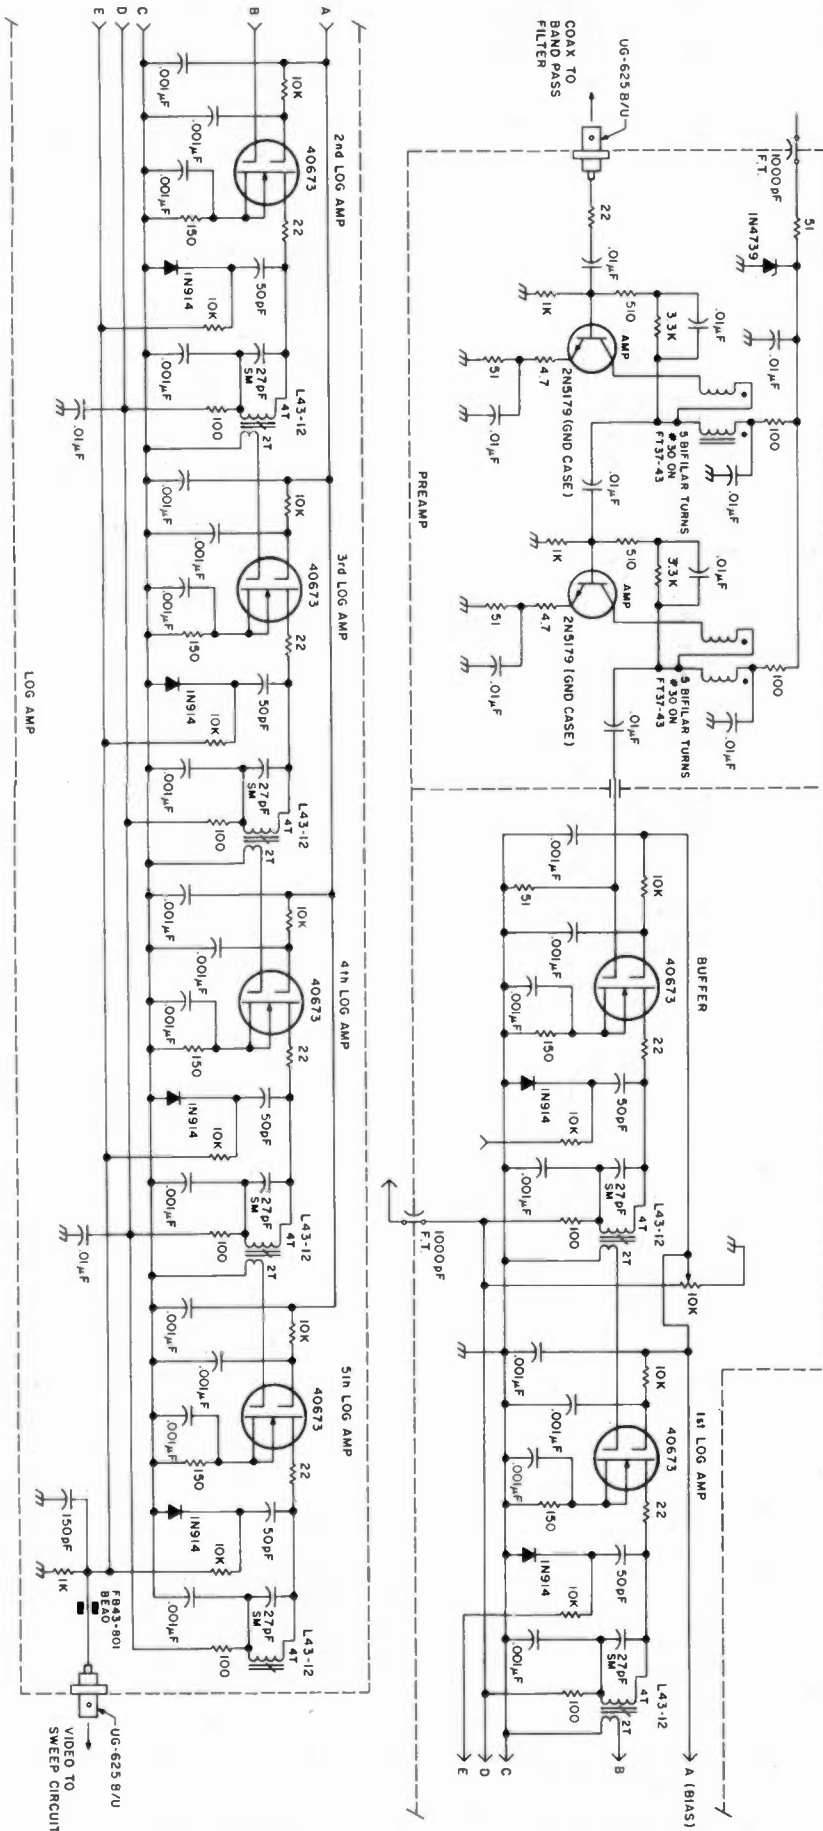 1000pF
F.T.
51
1N4739
.01µF
100
.01µF
5 BIFILAR TURNS
#30 ON
FT37-43
.01µF
3.3K
510
1K
AMP
2N5179 (GND CASE)
4.7
51
.01µF
UG-625 B/U
COAX TO
BAND PASS
FILTER
22
.01µF
.01µF
100
.01µF
5 BIFILAR TURNS
#30 ON
FT37-43
.01µF
3.3K
510
1K
AMP
2N5179 (GND CASE)
4.7
51
.01µF
.01µF
PREAMP
BUFFER
10K
.001µF
51
.001µF
40673
.001µF
150
22
1N914
50pF
10K
.001µF
27pF
SM
L43-12
4T
2T
100
1000pF
F.T.
10K
1st LOG AMP
10K
.001µF
.001µF
40673
.001µF
150
22
1N914
50pF
10K
.001µF
27pF
SM
L43-12
4T
2T
100
A (BIAS)
B
C
D
E
A
B
C
D
E
2nd LOG AMP
10K
.001µF
.001µF
40673
.001µF
150
22
1N914
50pF
10K
.001µF
27pF
SM
L43-12
4T
2T
100
.01µF
3rd LOG AMP
10K
.001µF
.001µF
40673
.001µF
150
22
1N914
50pF
10K
.001µF
27pF
SM
L43-12
4T
2T
100
4th LOG AMP
10K
.001µF
.001µF
40673
.001µF
150
22
1N914
50pF
10K
.001µF
27pF
SM
L43-12
4T
2T
100
.01µF
5th LOG AMP
10K
.001µF
.001µF
40673
.001µF
150
22
1N914
50pF
10K
.001µF
27pF
SM
L43-12
4T
100
150pF
1K
FB43-801
BEAD
UG-625 B/U
VIDEO TO
SWEEP CIRCUIT
LOG AMP